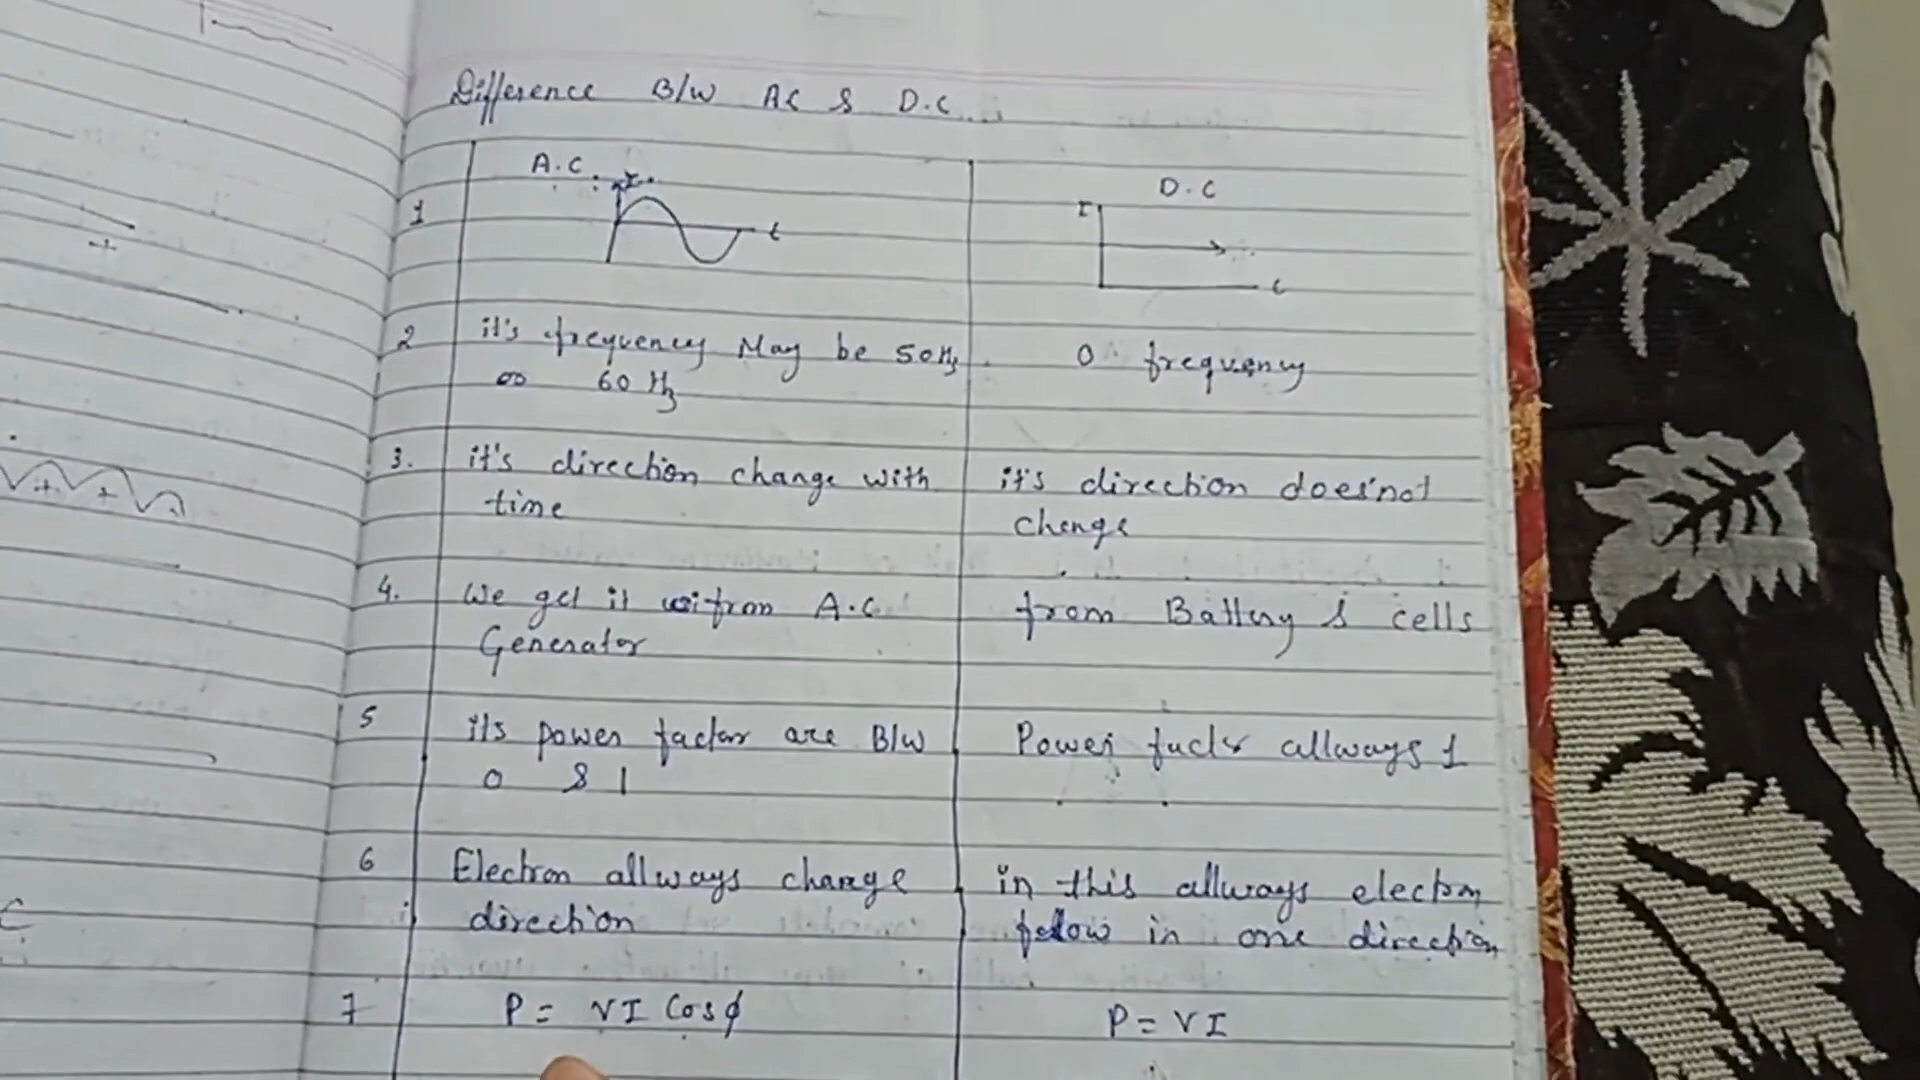 Difference B/W AC & D.C
A.C.
D.C
1
I
t
I
t
2
it's frequency May be 50Hz
0 frequency
or 60 Hz
3.
it's direction change with
it's direction does'not
time
change
4.
We get it from A.C
from Battery & cells
Generator
5
its power factor are B/W
Power factor allways 1
0 & 1
6
Electron allways change
in this allways electron
direction
in one direction
7
P = VI Cosϕ
P = VI